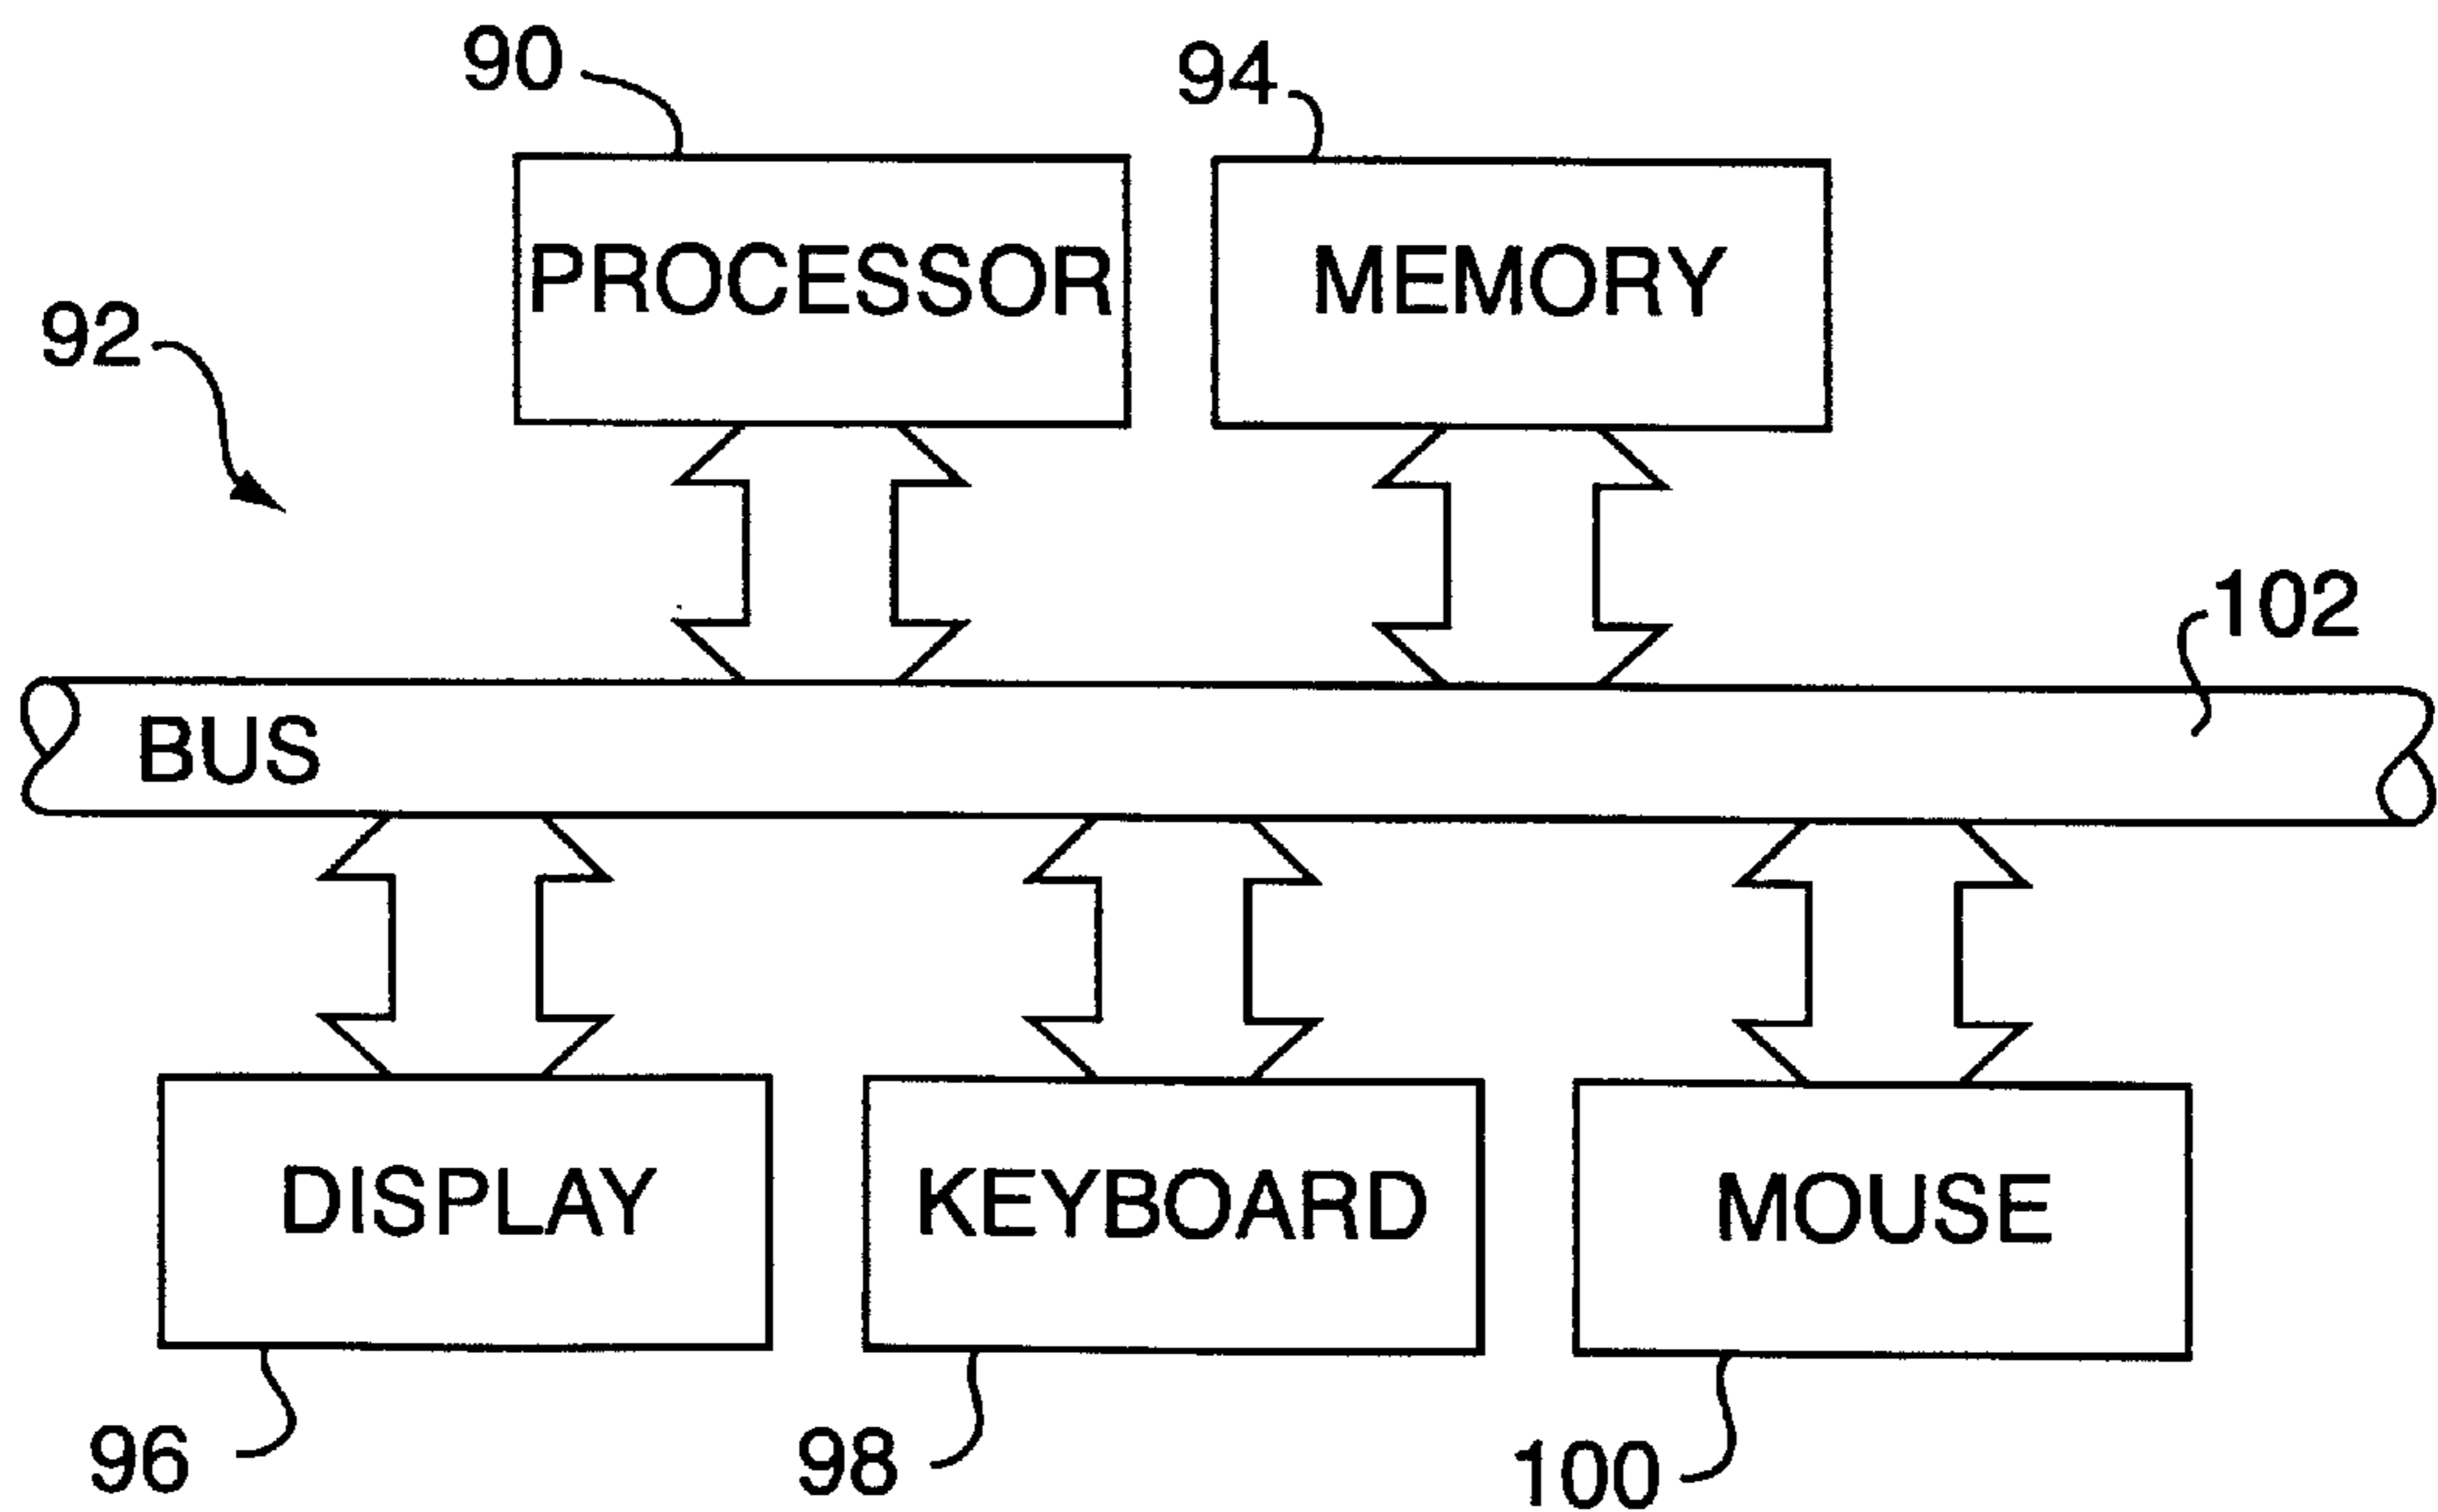 90
94
PROCESSOR
MEMORY
92
102
BUS
DISPLAY
KEYBOARD
MOUSE
96
98
100